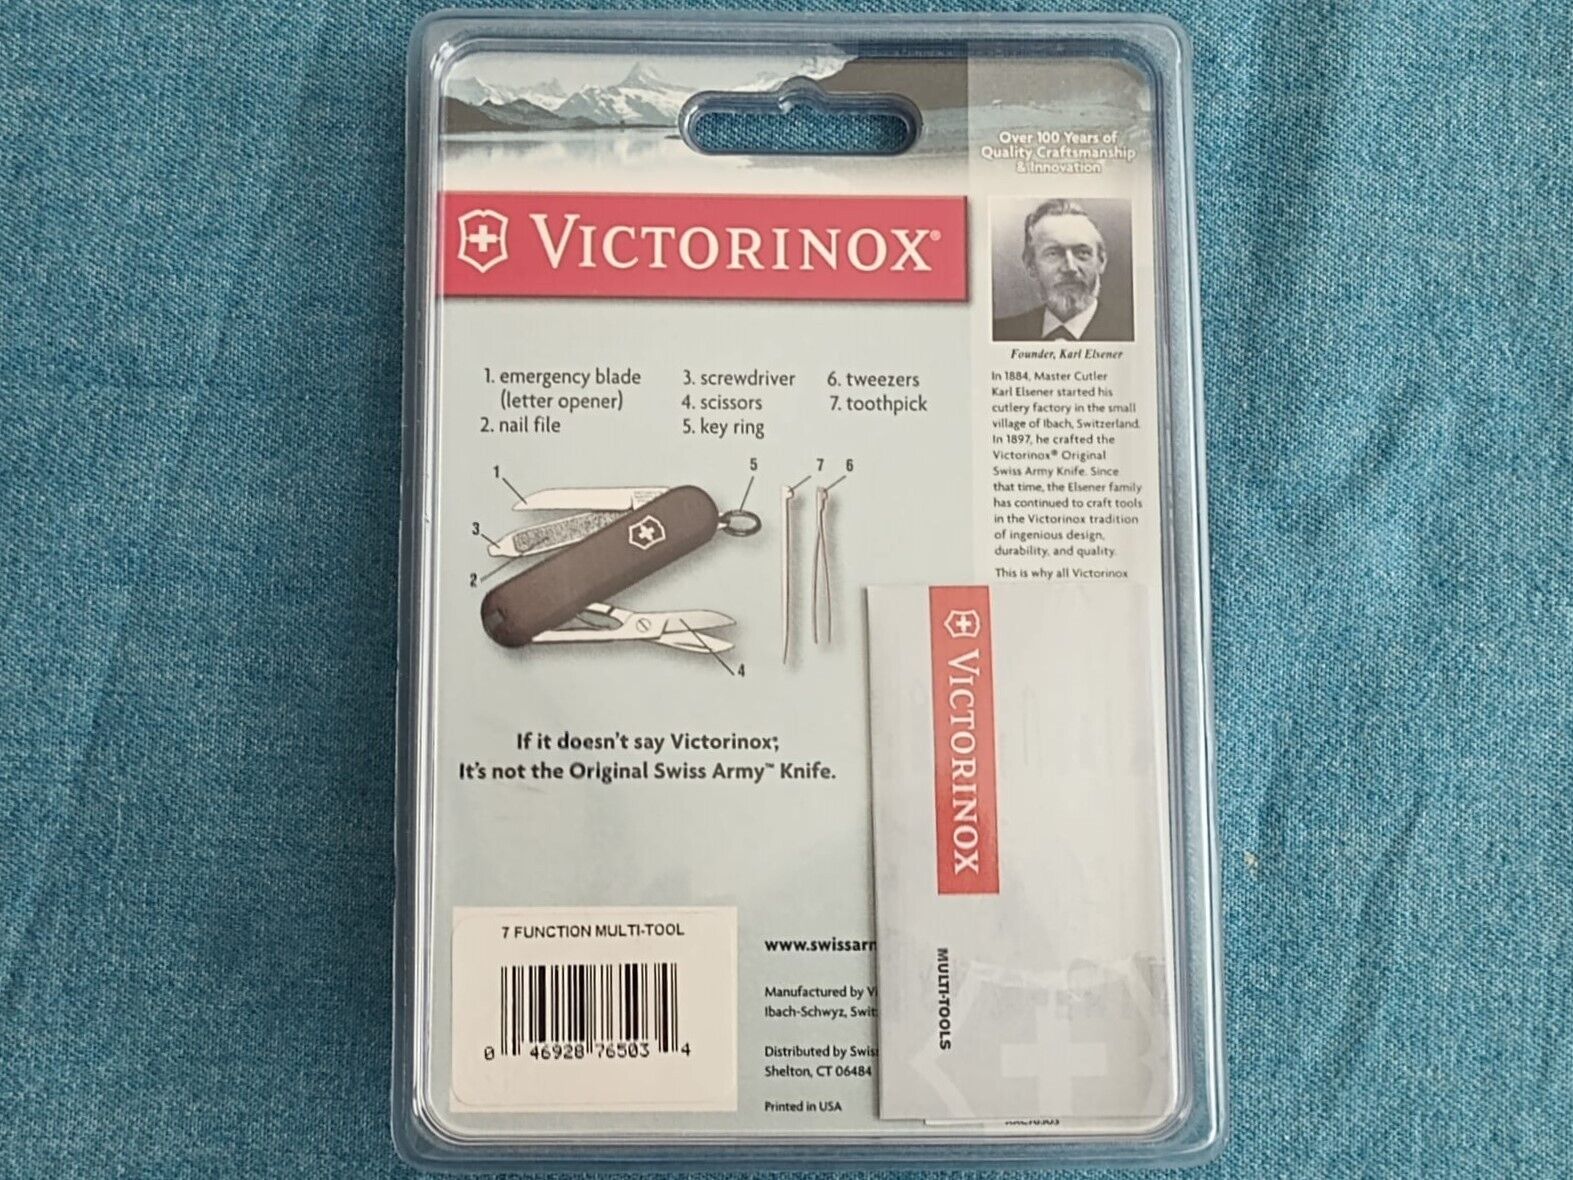 Over 100 Years of
Quality Craftsmanship
& Innovation
VICTORINOX®
Founder, Karl Elsener
1. emergency blade
(letter opener)
2. nail file
3. screwdriver
4. scissors
5. key ring
6. tweezers
7. toothpick
1
3
2
5
7
6
4
In 1884, Master Cutler
Karl Elsener started his
cutlery factory in the small
village of Ibach, Switzerland.
In 1897, he crafted the
Victorinox® Original
Swiss Army Knife. Since
that time, the Elsener family
has continued to craft tools
in the Victorinox tradition
of ingenious design,
durability, and quality.
This is why all Victorinox
If it doesn't say Victorinox®,
It's not the Original Swiss Army™ Knife.
VICTORINOX
MULTI-TOOLS
7 FUNCTION MULTI-TOOL
0 46928 76503 4
www.swissarm
Manufactured by Vi
Ibach-Schwyz, Swit
Distributed by Swis
Shelton, CT 06484
Printed in USA